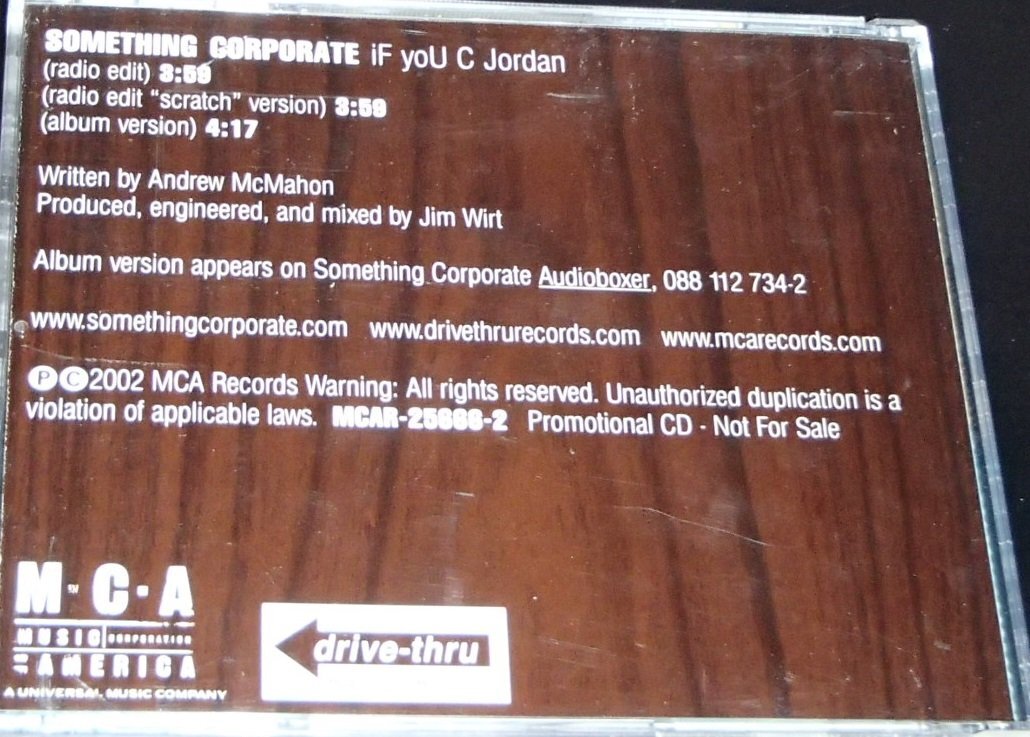 SOMETHING CORPORATE iF yoU C Jordan
(radio edit) 3:59
(radio edit "scratch" version) 3:59
(album version) 4:17
Written by Andrew McMahon
Produced, engineered, and mixed by Jim Wirt
Album version appears on Something Corporate Audioboxer, 088 112 734-2
www.somethingcorporate.com www.drivethrurecords.com www.mcarecords.com
ⓅⒸ2002 MCA Records Warning: All rights reserved. Unauthorized duplication is a
violation of applicable laws. Promotional CD - Not For Sale
M·C·A
MUSIC CORPORATION
OF AMERICA
A UNIVERSAL MUSIC COMPANY
drive-thru